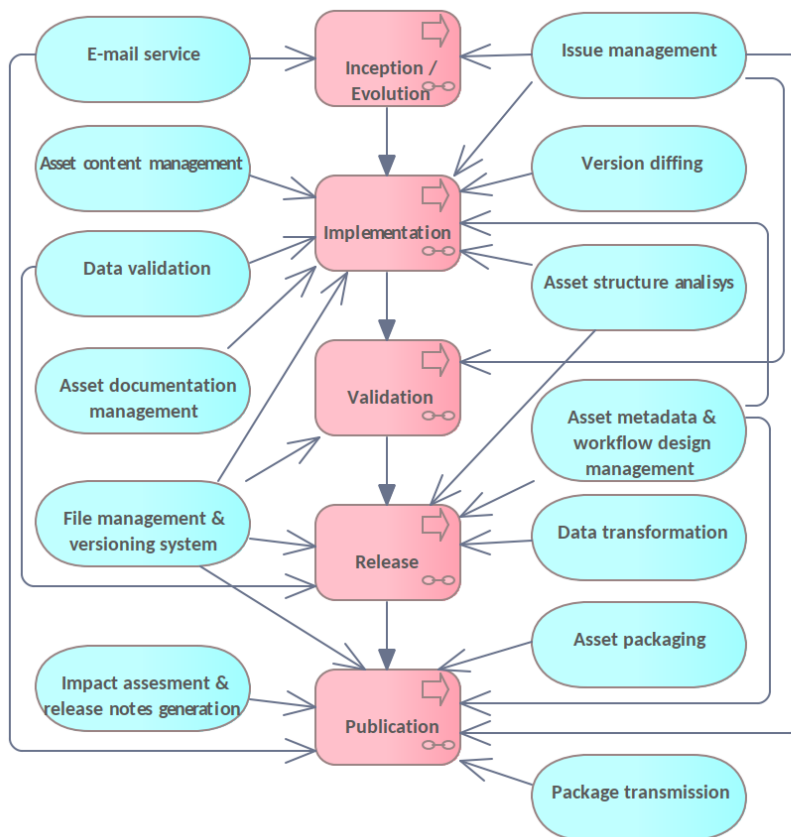 E-mail service
Inception /
Evolution
Issue management
Asset content management
Version diffing
Implementation
Data validation
Asset structure analisys
Asset documentation
management
Validation
Asset metadata &
workflow design
management
File management &
versioning system
Release
Data transformation
Asset packaging
Impact assesment &
release notes generation
Publication
Package transmission